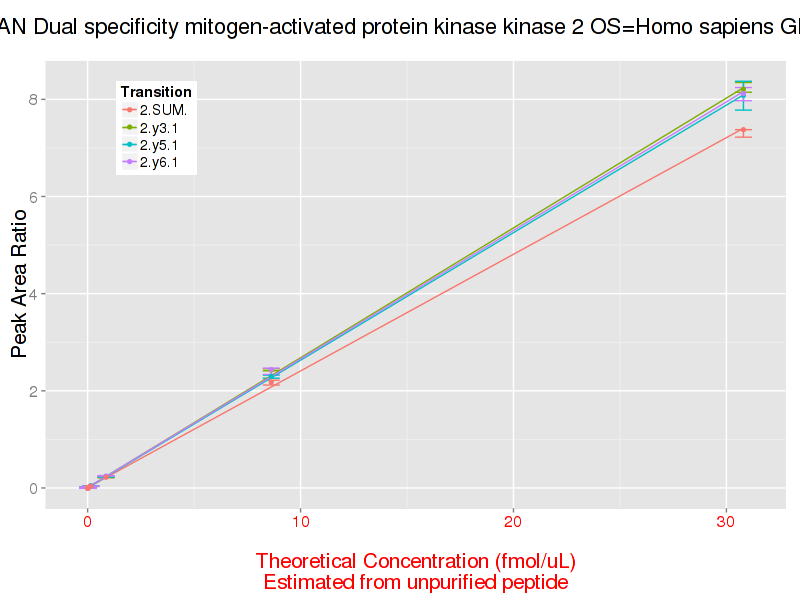 AN Dual specificity mitogen-activated protein kinase kinase 2 OS=Homo sapiens
Transition
2.SUM.
2.y3.1
2.y5.1
2.y6.1
8
6
4
2
0
Peak Area Ratio
0 10 20 30
Theoretical Concentration (fmol/uL)
Estimated from unpurified peptide